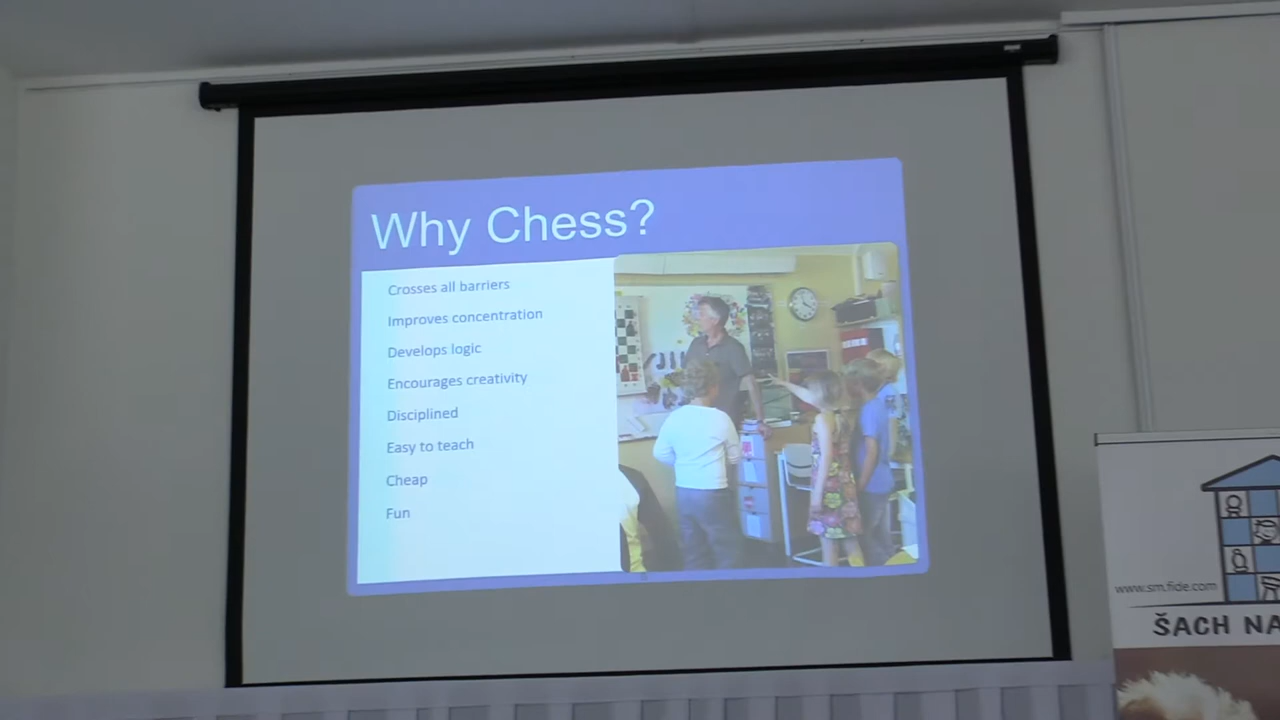 Why Chess?
Crosses all barriers
Improves concentration
Develops logic
Encourages creativity
Disciplined
Easy to teach
Cheap
Fun
www.sm.fide.com
ŠACH NA